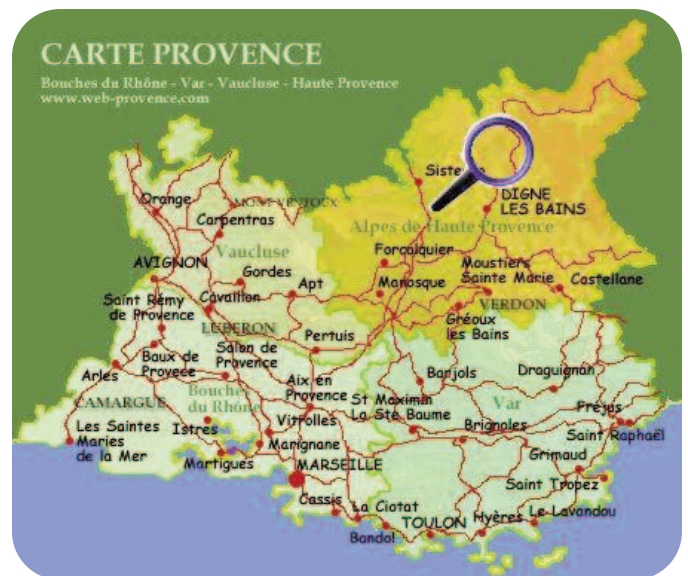 CARTE PROVENCE
Bouches du Rhône - Var - Vaucluse - Haute Provence
www.web-provence.com
DIGNE
LES BAINS
Orange
MONT VENTOUX
Carpentras
Alpes de Haute Provence
Vaucluse
Forcalquier
AVIGNON
Gordes
Moustiers
Sainte Marie
Castellane
Apt
Manosque
Saint Rémy
de Provence
Cavaillon
VERDON
LUBERON
Gréoux
les Bains
Pertuis
Salon de
Provence
Baux de
Provece
Arles
Barjols
Draguignan
Aix en
Provence
Bouches
du Rhône
St Maximin
La Ste Baume
Var
CAMARGUE
Fréjus
Vitrolles
Les Saintes
Maries
de la Mer
Istres
Brignoles
Saint Raphaël
Marignane
Grimaud
Martigues
MARSEILLE
Saint Tropez
Cassis
La Ciotat
TOULON
Hyères
Le Lavandou
Bandol